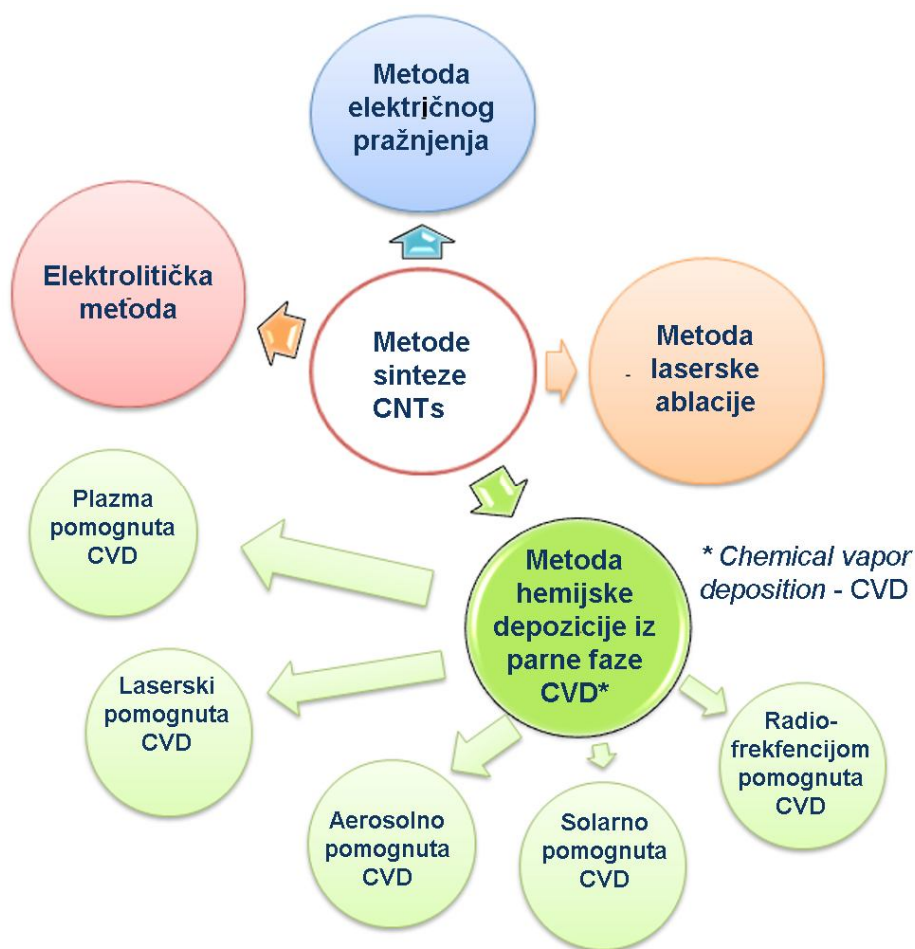 Metoda
električnog
pražnjenja
Elektrolitička
metoda
Metode
sinteze
CNTs
Metoda
- laserske
ablacije
Plazma
pomognuta
CVD
Metoda
hemijske
depozicije iz
parne faze
CVD*
* Chemical vapor
deposition - CVD
Laserski
pomognuta
CVD
Radio-
frekfencijom
pomognuta
CVD
Aerosolno
pomognuta
CVD
Solarno
pomognuta
CVD